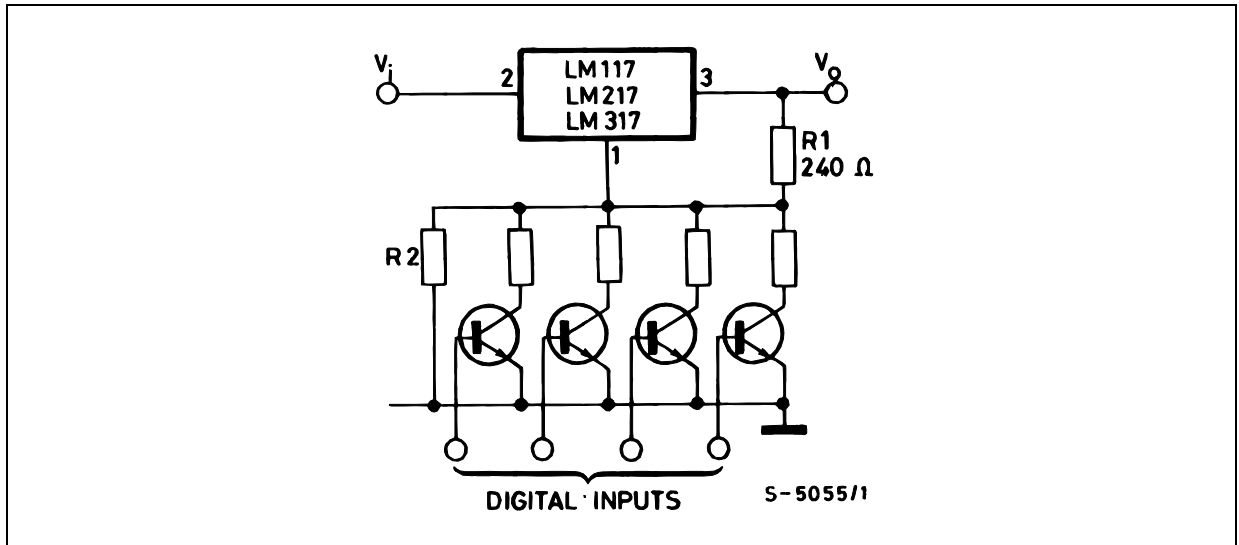 Vi
2
LM117
LM217
LM317
3
Vo
1
R1
240 Ω
R2
DIGITAL INPUTS
S-5055/1